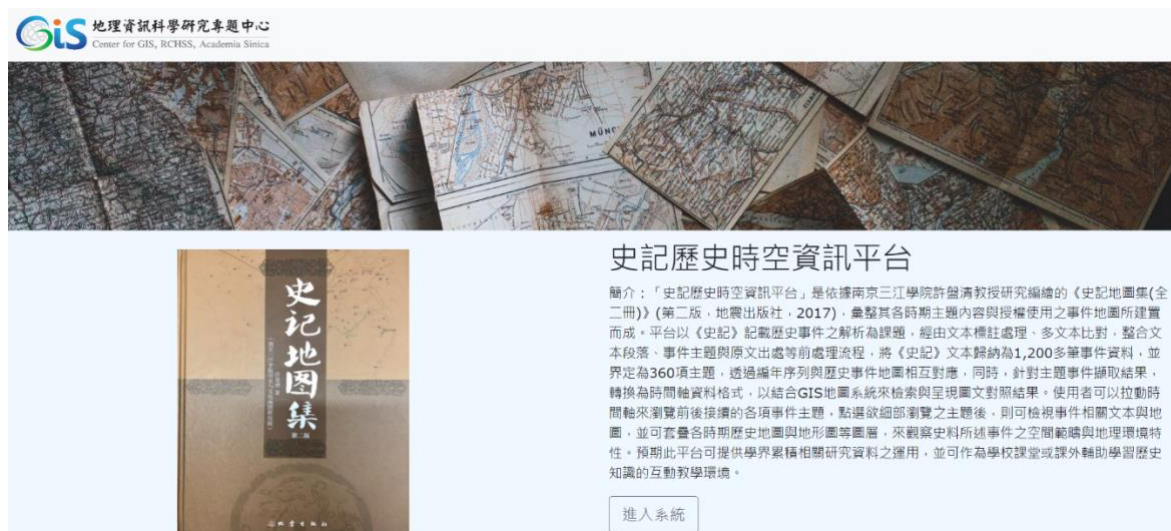 GiS 地理資訊科學研究專題中心
Center for GIS, RCHSS, Academia Sinica
MÜNC
史记地图集
第二版
地震出版社
史記歷史時空資訊平台
簡介：「史記歷史時空資訊平台」是依據南京三江學院許盤清教授研究編繪的《史記地圖集(全
二冊)》(第二版，地震出版社，2017)，彙整其各時期主題內容與授權使用之事件地圖所建置
而成。平台以《史記》記載歷史事件之解析為課題，經由文本標註處理、多文本比對，整合文
本段落、事件主題與原文出處等前處理流程，將《史記》文本歸納為1,200多筆事件資料，並
界定為360項主題，透過編年序列與歷史事件地圖相互對應，同時，針對主題事件擷取結果，
轉換為時間軸資料格式，以結合GIS地圖系統來檢索與呈現圖文對照結果。使用者可以拉動時
間軸來瀏覽前後接續的各項事件主題，點選欲細部瀏覽之主題後，則可檢視事件相關文本與地
圖，並可套疊各時期歷史地圖與地形圖等圖層，來觀察史料所述事件之空間範疇與地理環境特
性。預期此平台可提供學界累積相關研究資料之運用，並可作為學校課堂或課外輔助學習歷史
知識的互動教學環境。
進入系統